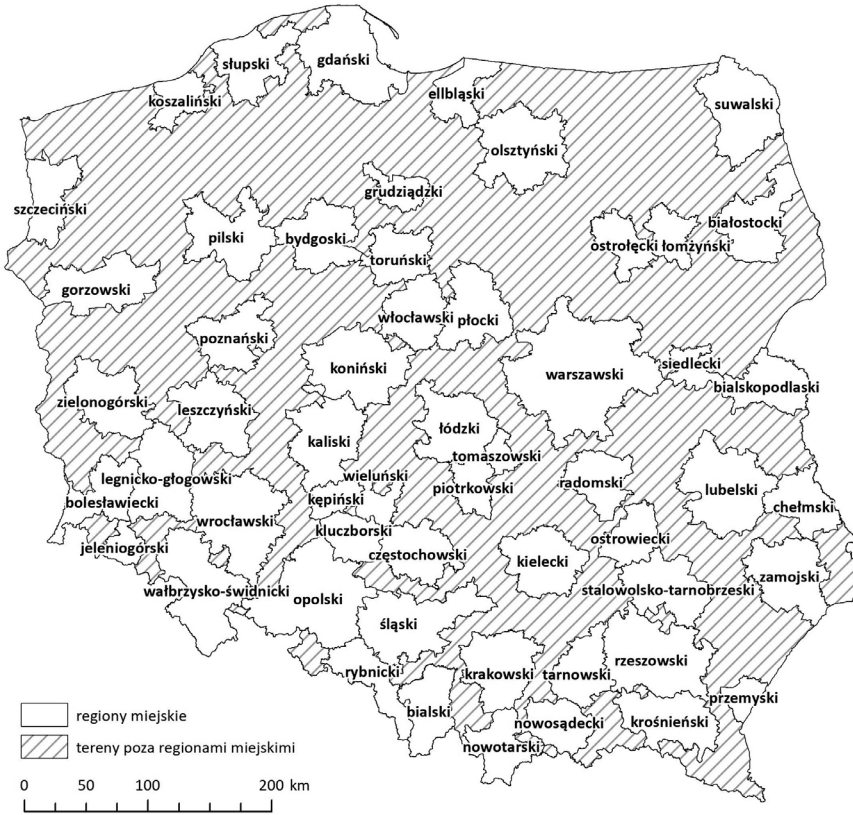 słupski
gdański
koszaliński
ellbląski
suwalski
olsztyński
szczeciński
grudziądzki
pilski
bydgoski
toruński
ostrołęcki
łomżyński
białostocki
gorzowski
włocławski
płocki
poznański
koniński
warszawski
siedlecki
bialskopodlaski
zielonogórski
leszczyński
kaliski
łódzki
tomaszowski
legnicko-głogowski
wieluński
piotrkowski
radomski
lubelski
bolesławiecki
kępiński
chełmski
wrocławski
kluczborski
jeleniogórski
częstochowski
kielecki
ostrowiecki
zamojski
wałbrzysko-świdnicki
opolski
stalowolsko-tarnobrzeski
śląski
rybnicki
krakowski
tarnowski
rzeszowski
bialski
przemyski
nowosądecki
krośnieński
nowotarski
regiony miejskie
tereny poza regionami miejskimi
0 50 100 200 km